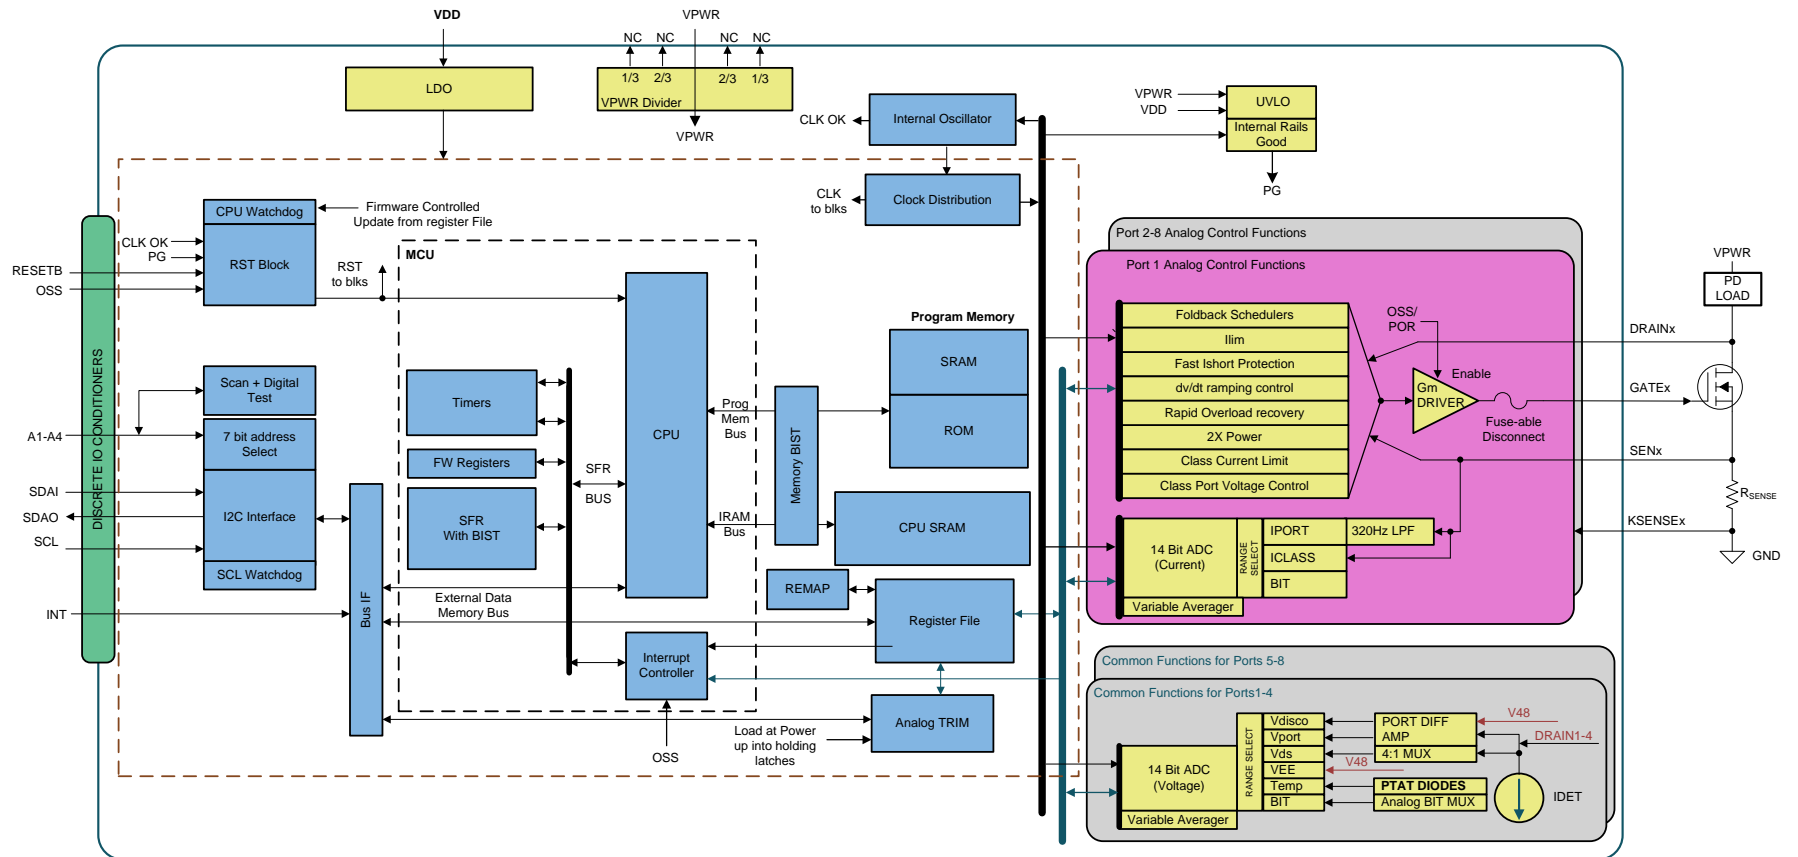 VDD
VPWR
NC
NC
NC
NC
LDO
1/3
2/3
2/3
1/3
VPWR Divider
VPWR
CLK OK
Internal Oscillator
VPWR
VDD
UVLO
Internal Rails
Good
PG
CLK
to blks
Clock Distribution
CPU Watchdog
Firmware Controlled
Update from register File
CLK OK
PG
RESETB
OSS
RST Block
RST
to blks
MCU
DISCRETE IO CONDITIONERS
Scan + Digital
Test
A1-A4
7 bit address
Select
SDAI
SDAO
SCL
I2C Interface
SCL Watchdog
INT
Bus IF
Timers
FW Registers
SFR
With BIST
SFR
BUS
CPU
External Data
Memory Bus
Interrupt
Controller
OSS
Prog
Mem
Bus
IRAM
Bus
Memory BIST
Program Memory
SRAM
ROM
CPU SRAM
REMAP
Register File
Analog TRIM
Load at Power
up into holding
latches
Port 2-8 Analog Control Functions
Port 1 Analog Control Functions
Foldback Schedulers
Ilim
Fast Ishort Protection
dv/dt ramping control
Rapid Overload recovery
2X Power
Class Current Limit
Class Port Voltage Control
OSS/
POR
Enable
Gm
DRIVER
Fuse-able
Disconnect
VPWR
PD
LOAD
DRAINx
GATEx
SENx
RSENSE
KSENSEx
GND
14 Bit ADC
(Current)
RANGE
SELECT
IPORT
320Hz LPF
ICLASS
BIT
Variable Averager
Common Functions for Ports 5-8
Common Functions for Ports1-4
14 Bit ADC
(Voltage)
RANGE SELECT
Vdisco
Vport
Vds
VEE
Temp
BIT
PORT DIFF
AMP
4:1 MUX
V48
DRAIN1-4
V48
PTAT DIODES
Analog BIT MUX
IDET
Variable Averager